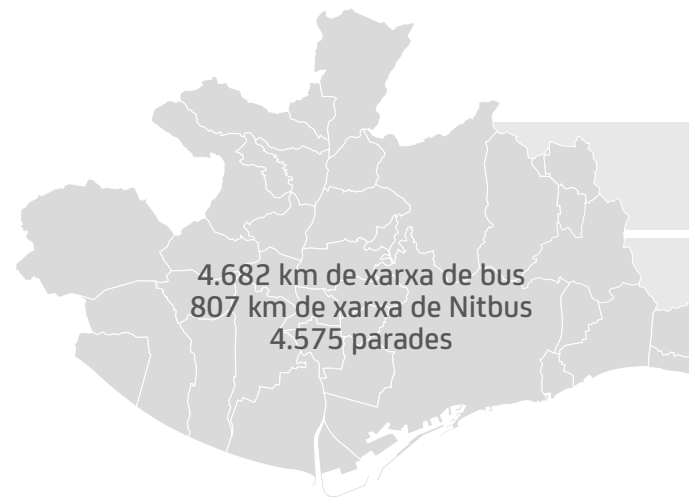 4.682 km de xarxa de bus
807 km de xarxa de Nitbus
4.575 parades